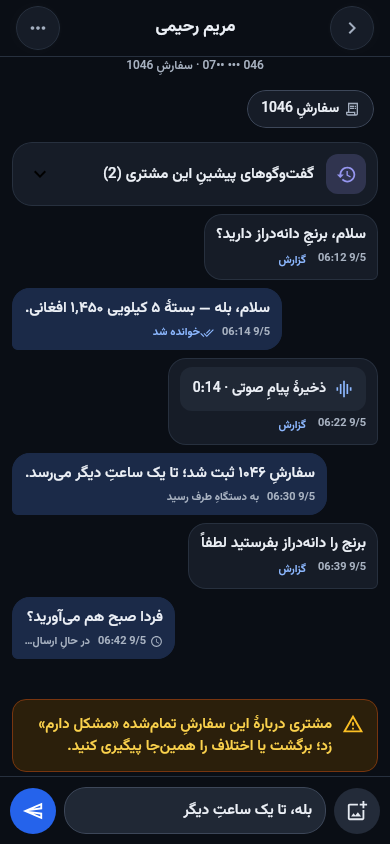 مریم رحیمی
سفارشِ 1046 · 07•• ••• 046
سفارشِ 1046
گفت‌وگوهای پیشینِ این مشتری (2)
سلام، برنجِ دانه‌دراز دارید؟
9/5 06:12 گزارش
سلام، بله — بستهٔ ۵ کیلویی ۱٬۴۵۰ افغانی.
9/5 06:14 خوانده شد
ذخیرهٔ پیامِ صوتی · 0:14
9/5 06:22 گزارش
سفارشِ ۱۰۴۶ ثبت شد؛ تا یک ساعتِ دیگر می‌رسد.
9/5 06:30 به دستگاهِ طرف رسید
برنج را دانه‌دراز بفرستید لطفاً
9/5 06:39 گزارش
فردا صبح هم می‌آورید؟
9/5 06:42 در حالِ ارسال…
مشتری دربارهٔ این سفارشِ تمام‌شده «مشکل دارم»
زد؛ برگشت یا اختلاف را همین‌جا پیگیری کنید.
بله، تا یک ساعتِ دیگر